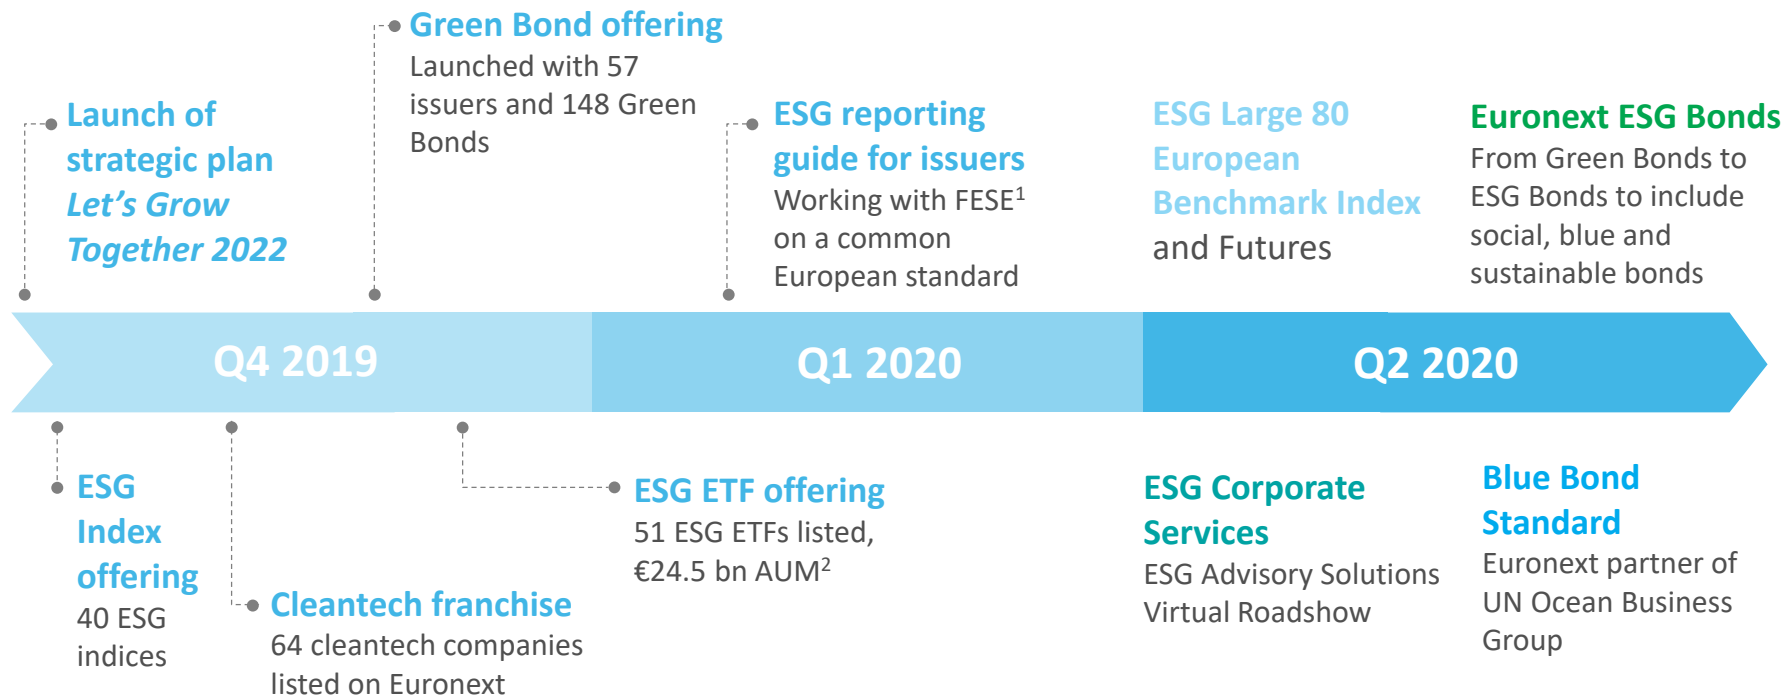 Green Bond offering
Launched with 57
issuers and 148 Green
Bonds
Launch of
strategic plan
Let's Grow
Together 2022
ESG reporting
guide for issuers
Working with FESE¹
on a common
European standard
ESG Large 80
European
Benchmark Index
and Futures
Euronext ESG Bonds
From Green Bonds to
ESG Bonds to include
social, blue and
sustainable bonds
Q4 2019
Q1 2020
Q2 2020
ESG
Index
offering
40 ESG
indices
Cleantech franchise
64 cleantech companies
listed on Euronext
ESG ETF offering
51 ESG ETFs listed,
€24.5 bn AUM²
ESG Corporate
Services
ESG Advisory Solutions
Virtual Roadshow
Blue Bond
Standard
Euronext partner of
UN Ocean Business
Group